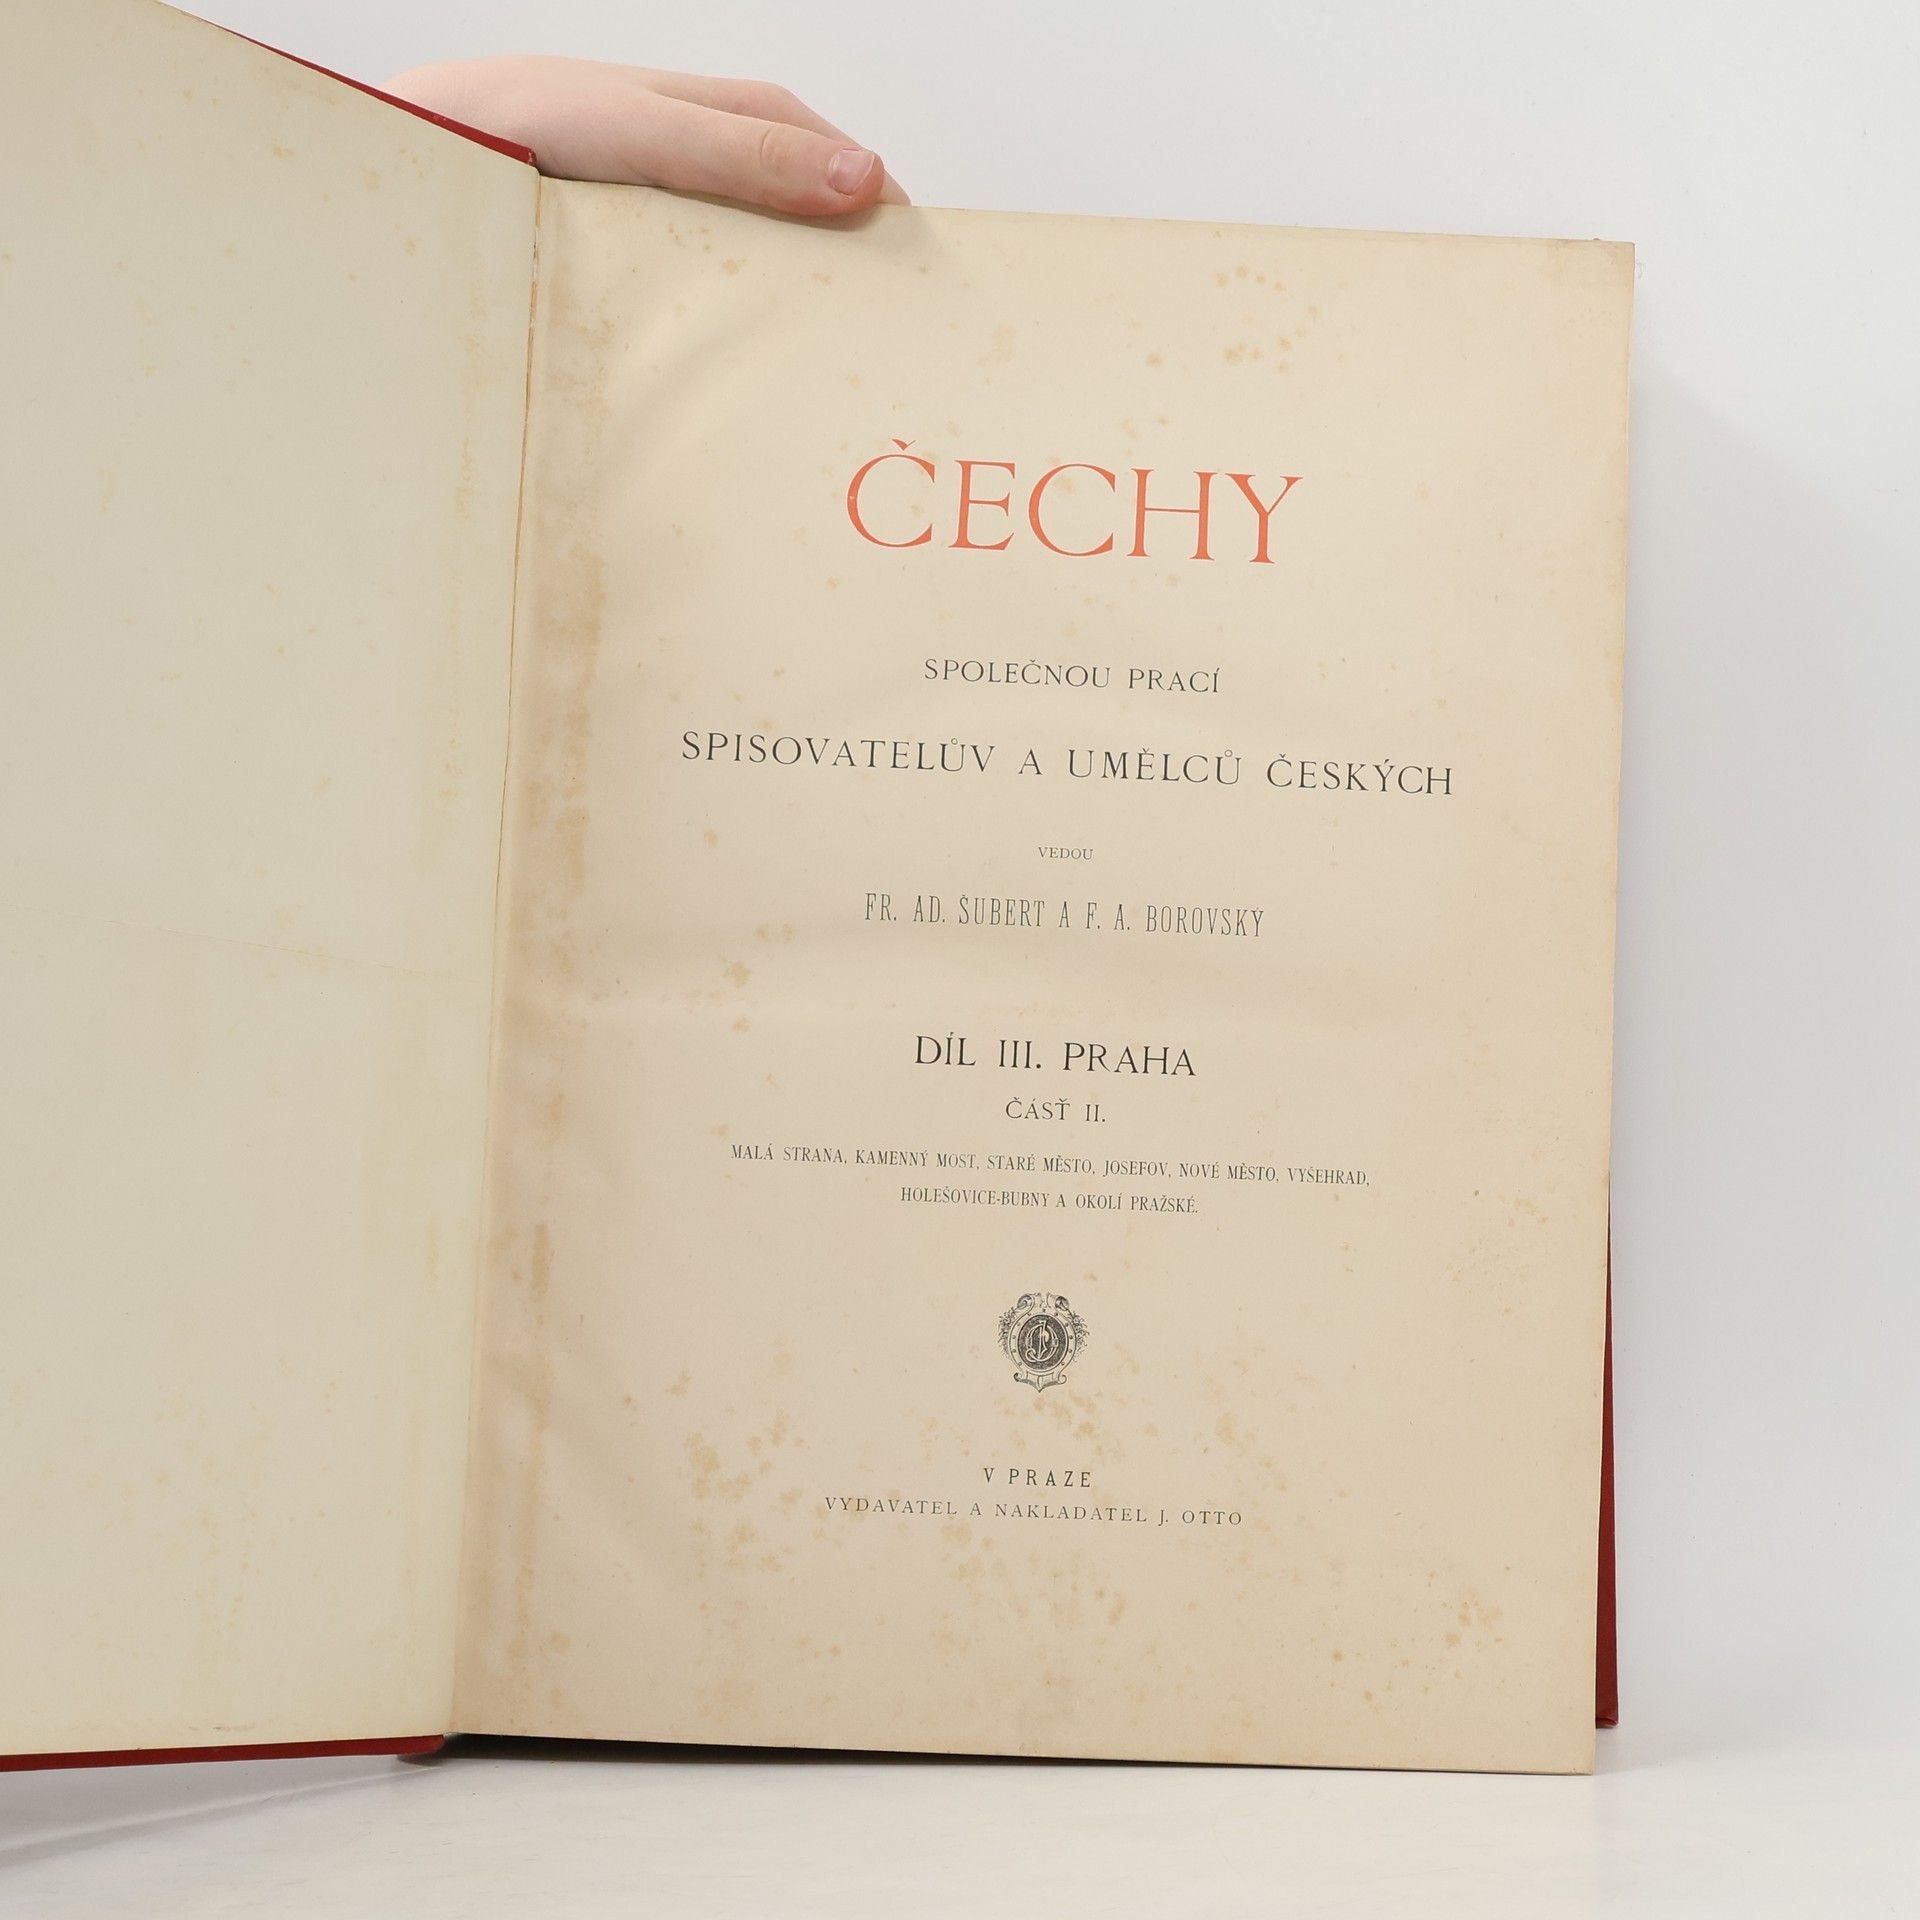 ČECHY
SPOLEČNOU PRACÍ
SPISOVATELŮV A UMĚLCŮ ČESKÝCH
VEDOU
FR. AD. ŠUBERT A F. A. BOROVSKÝ
DÍL III. PRAHA
ČÁSŤ II.
MALÁ STRANA, KAMENNÝ MOST, STARÉ MĚSTO, JOSEFOV, NOVÉ MĚSTO, VYŠEHRAD,
HOLEŠOVICE-BUBNY A OKOLÍ PRAŽSKÉ.
V PRAZE
VYDAVATEL A NAKLADATEL J. OTTO